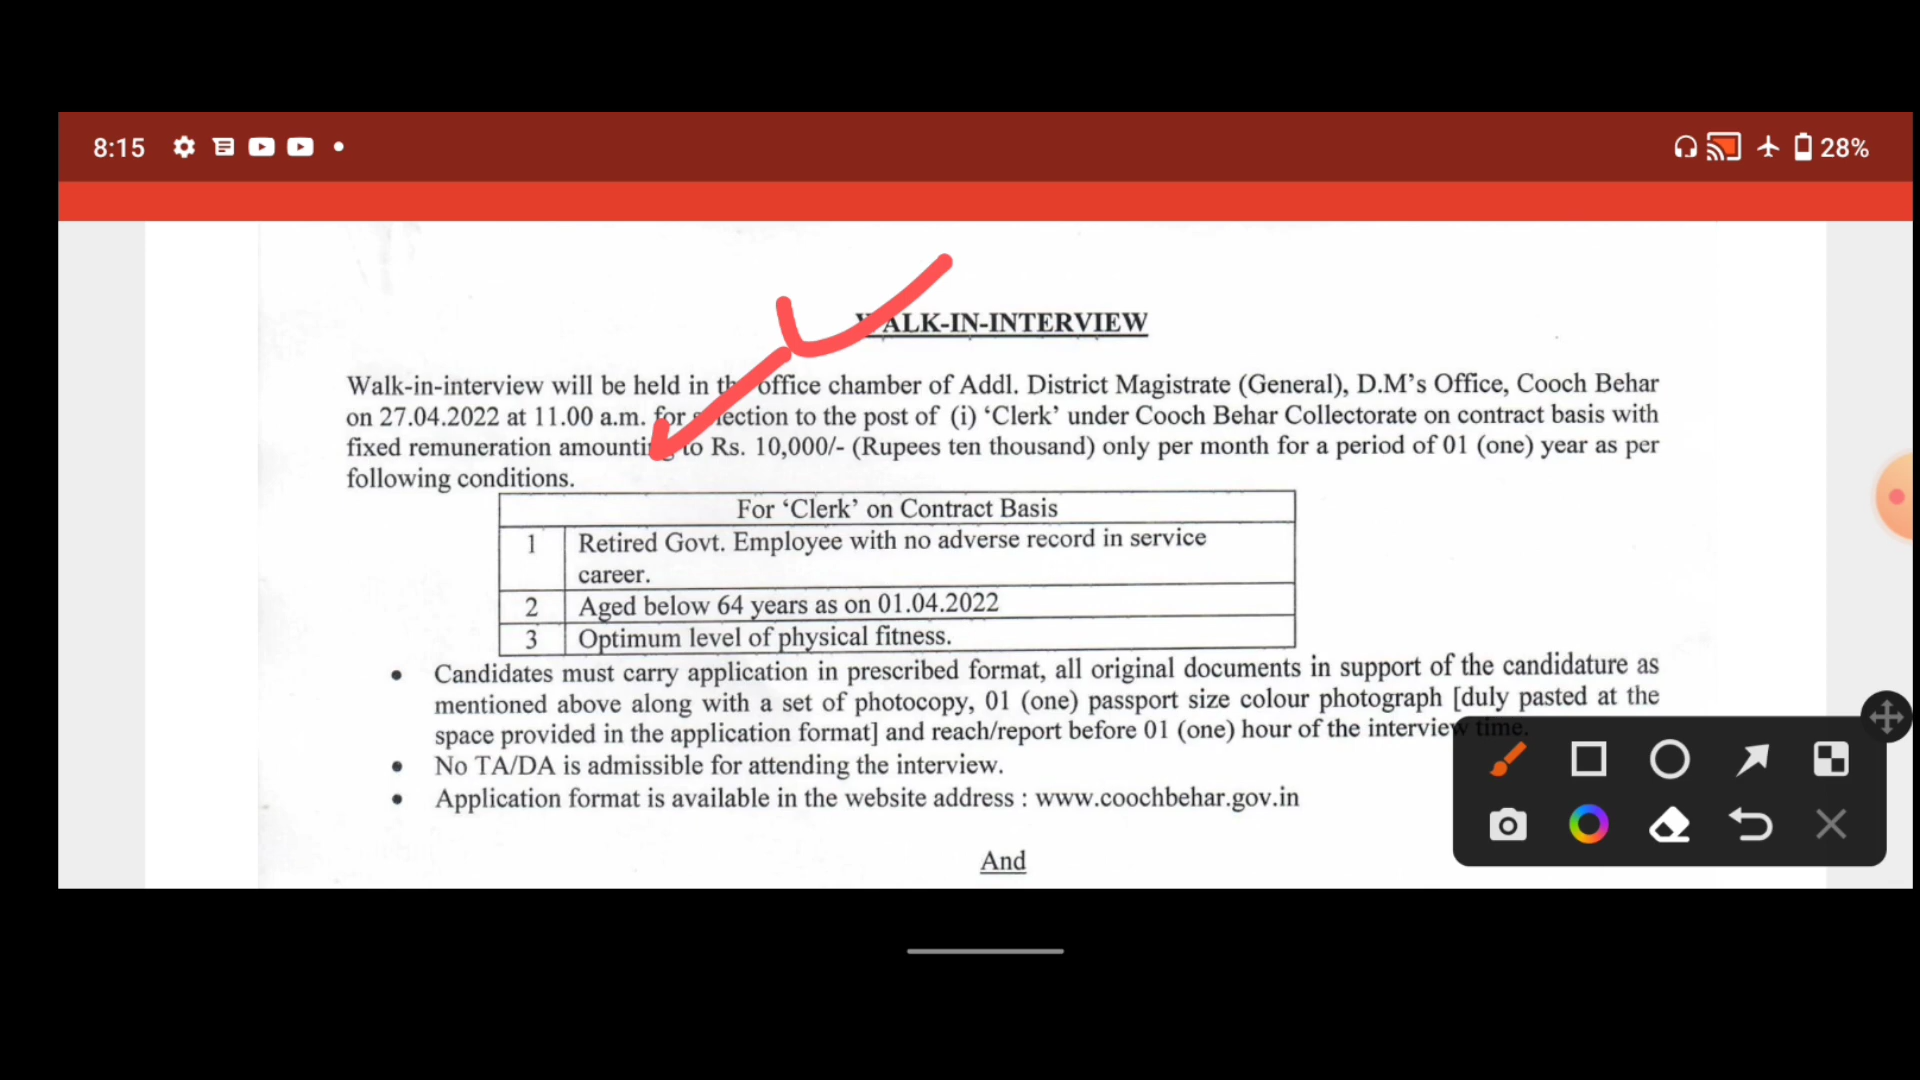 8:15
28%
WALK-IN-INTERVIEW
Walk-in-interview will be held in the office chamber of Addl. District Magistrate (General), D.M's Office, Cooch Behar
on 27.04.2022 at 11.00 a.m. for selection to the post of (i) 'Clerk' under Cooch Behar Collectorate on contract basis with
fixed remuneration amounting to Rs. 10,000/- (Rupees ten thousand) only per month for a period of 01 (one) year as per
following conditions.
For 'Clerk' on Contract Basis
1 Retired Govt. Employee with no adverse record in service
career.
2 Aged below 64 years as on 01.04.2022
3 Optimum level of physical fitness.
• Candidates must carry application in prescribed format, all original documents in support of the candidature as
mentioned above along with a set of photocopy, 01 (one) passport size colour photograph [duly pasted at the
space provided in the application format] and reach/report before 01 (one) hour of the interview time.
• No TA/DA is admissible for attending the interview.
• Application format is available in the website address : www.coochbehar.gov.in
And